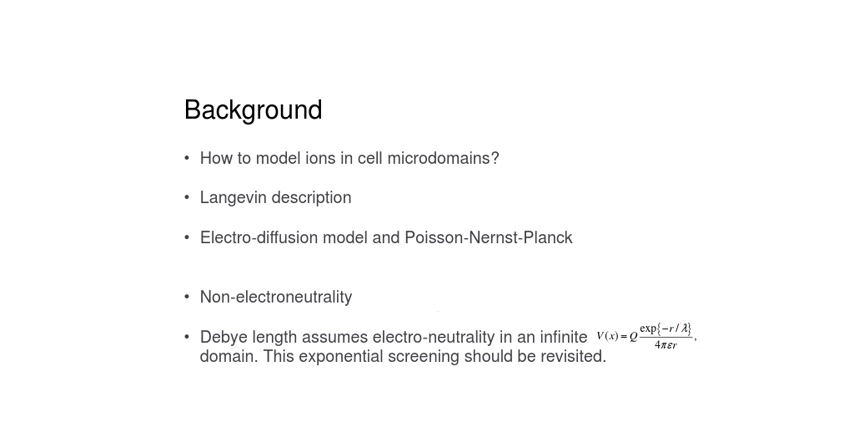 Background
• How to model ions in cell microdomains?
• Langevin description
• Electro-diffusion model and Poisson-Nernst-Planck
• Non-electroneutrality
• Debye length assumes electro-neutrality in an infinite V(x) = Q exp{−r / λ} / 4πεr .
domain. This exponential screening should be revisited.